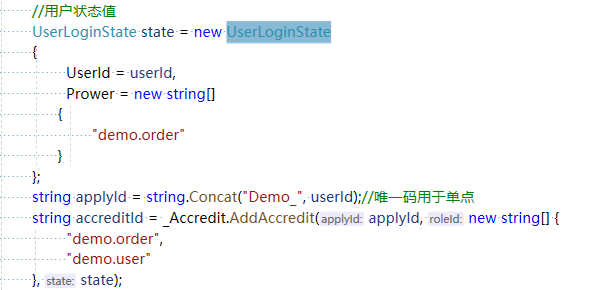 //用户状态值
UserLoginState state = new UserLoginState
{
UserId = userId,
Prower = new string[]
{
"demo.order"
}
};
string applyId = string.Concat("Demo_", userId);//唯一码用于单点
string accreditId = _Accredit.AddAccredit(applyId: applyId, roleId: new string[] {
"demo.order",
"demo.user"
}, state: state);